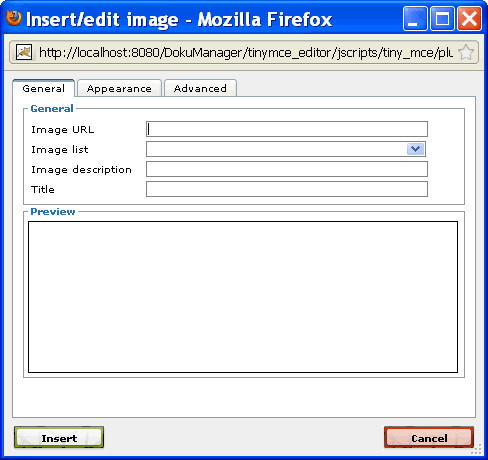 Insert/edit image - Mozilla Firefox
http://localhost:8080/DokuManager/tinymce_editor/jscripts/tiny_mce/plu
General Appearance Advanced
General
Image URL
Image list
Image description
Title
Preview
Insert Cancel